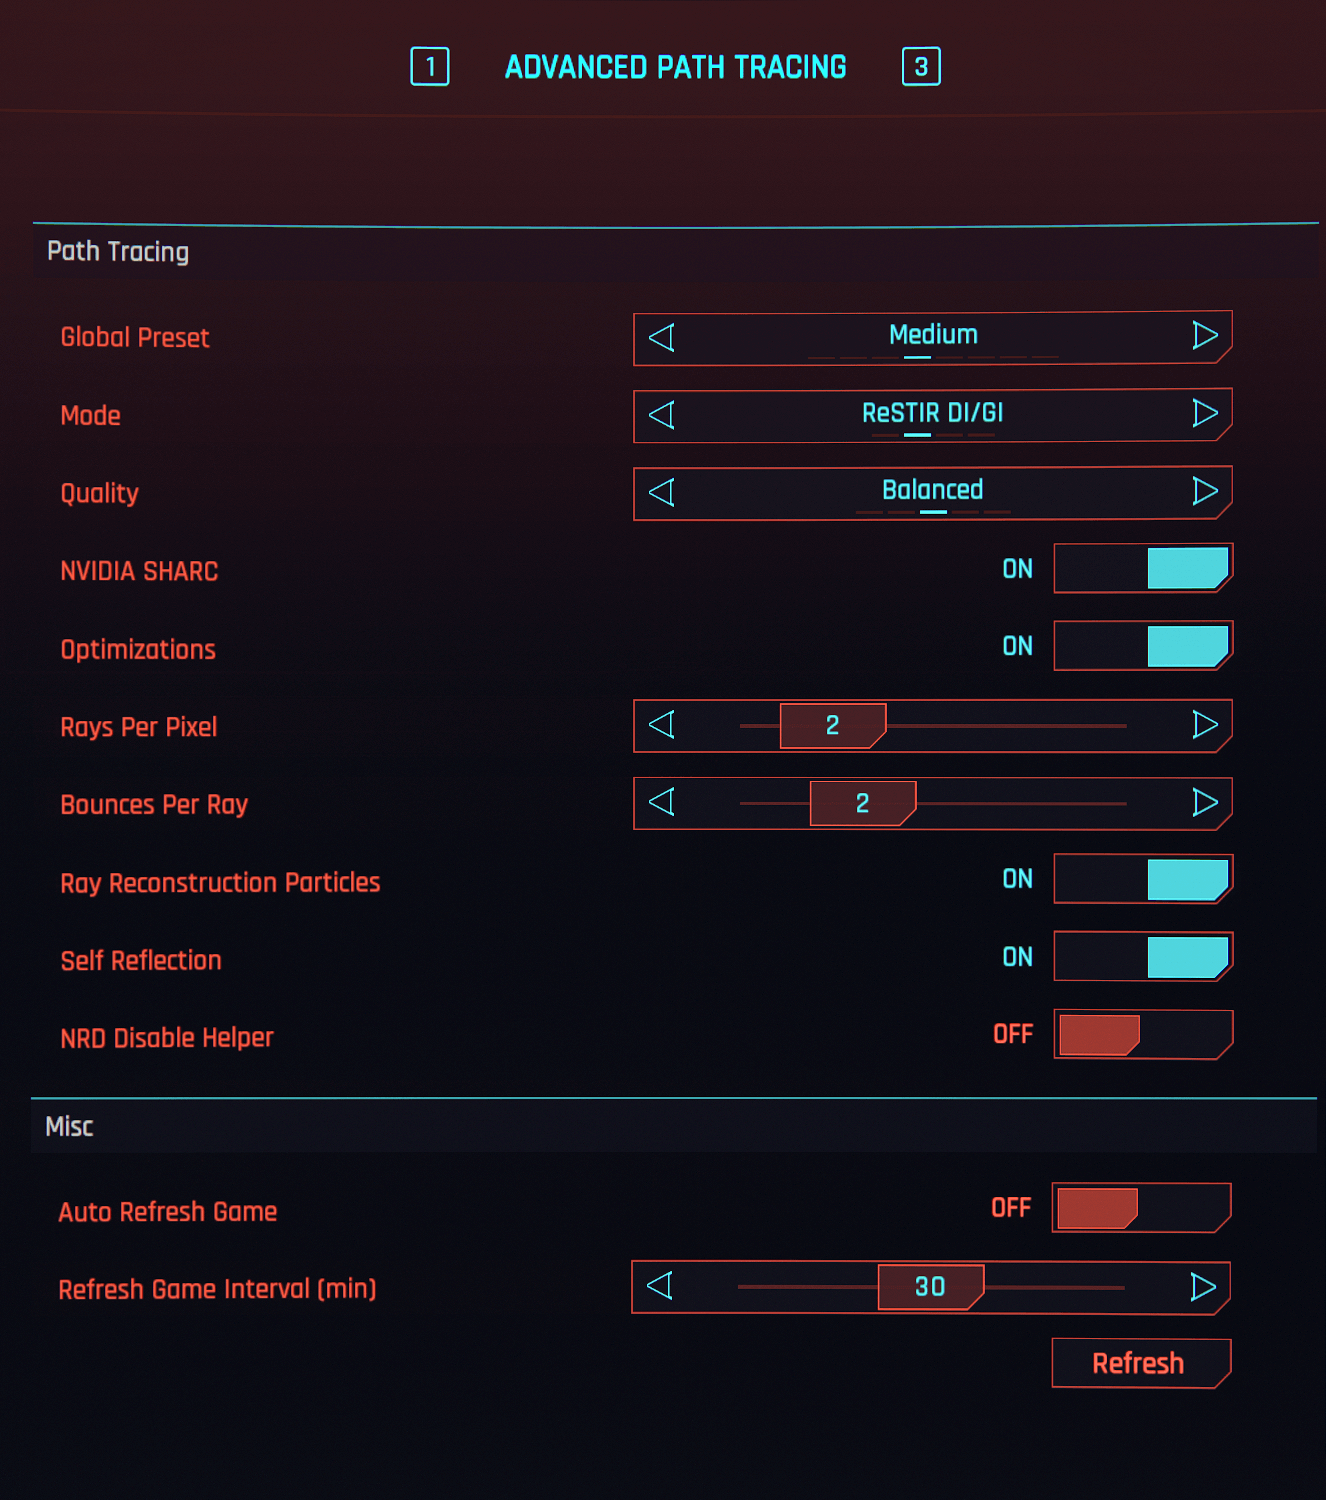 1 ADVANCED PATH TRACING 3
Path Tracing
Global Preset Medium
Mode ReSTIR DI/GI
Quality Balanced
NVIDIA SHARC ON
Optimizations ON
Rays Per Pixel 2
Bounces Per Ray 2
Ray Reconstruction Particles ON
Self Reflection ON
NRD Disable Helper OFF
Misc
Auto Refresh Game OFF
Refresh Game Interval (min) 30
Refresh